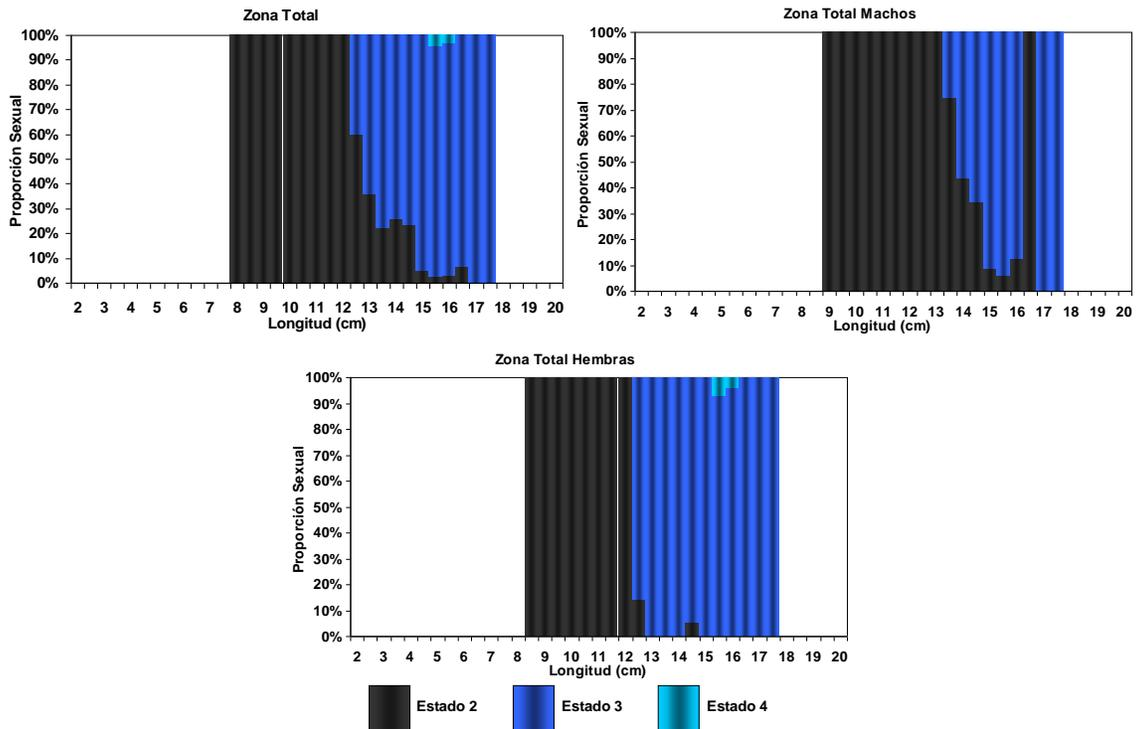 Zona Total
100%
90%
80%
70%
60%
50%
40%
30%
20%
10%
0%
Proporción Sexual
2 3 4 5 6 7 8 9 10 11 12 13 14 15 16 17 18 19 20
Longitud (cm)
Zona Total Machos
100%
90%
80%
70%
60%
50%
40%
30%
20%
10%
0%
Proporción Sexual
2 3 4 5 6 7 8 9 10 11 12 13 14 15 16 17 18 19 20
Longitud (cm)
Zona Total Hembras
100%
90%
80%
70%
60%
50%
40%
30%
20%
10%
0%
Proporción Sexual
2 3 4 5 6 7 8 9 10 11 12 13 14 15 16 17 18 19 20
Longitud (cm)
Estado 2 Estado 3 Estado 4